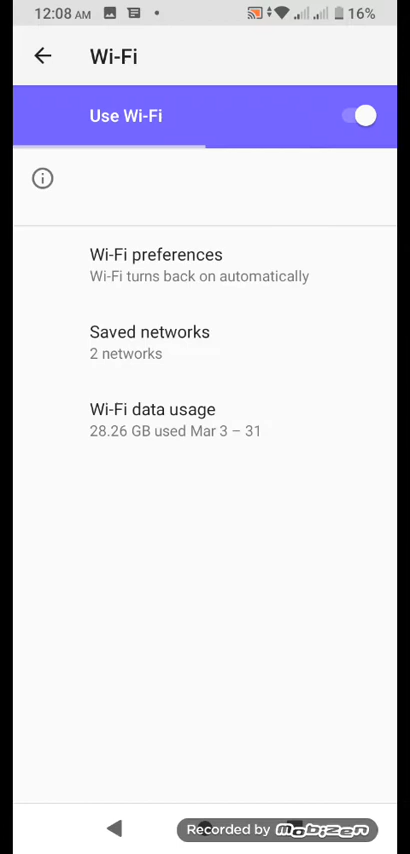 12:08 AM
16%
Wi-Fi
Use Wi-Fi
Wi-Fi preferences
Wi-Fi turns back on automatically
Saved networks
2 networks
Wi-Fi data usage
28.26 GB used Mar 3 – 31
Recorded by mobizen